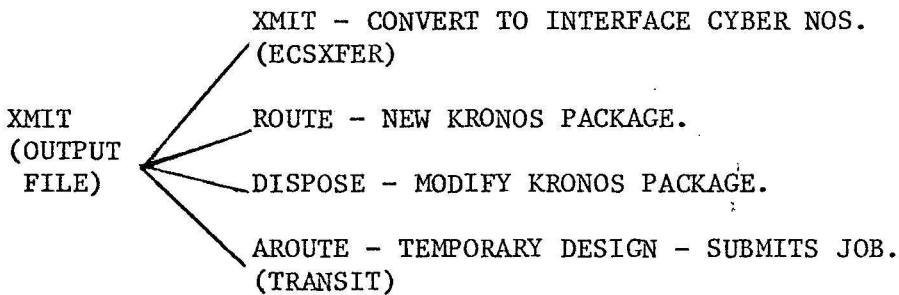 XMIT - CONVERT TO INTERFACE CYBER NOS.
(ECSXFER)
XMIT
(OUTPUT
FILE)
ROUTE - NEW KRONOS PACKAGE.
DISPOSE - MODIFY KRONOS PACKAGE.
AROUTE - TEMPORARY DESIGN - SUBMITS JOB.
(TRANSIT)